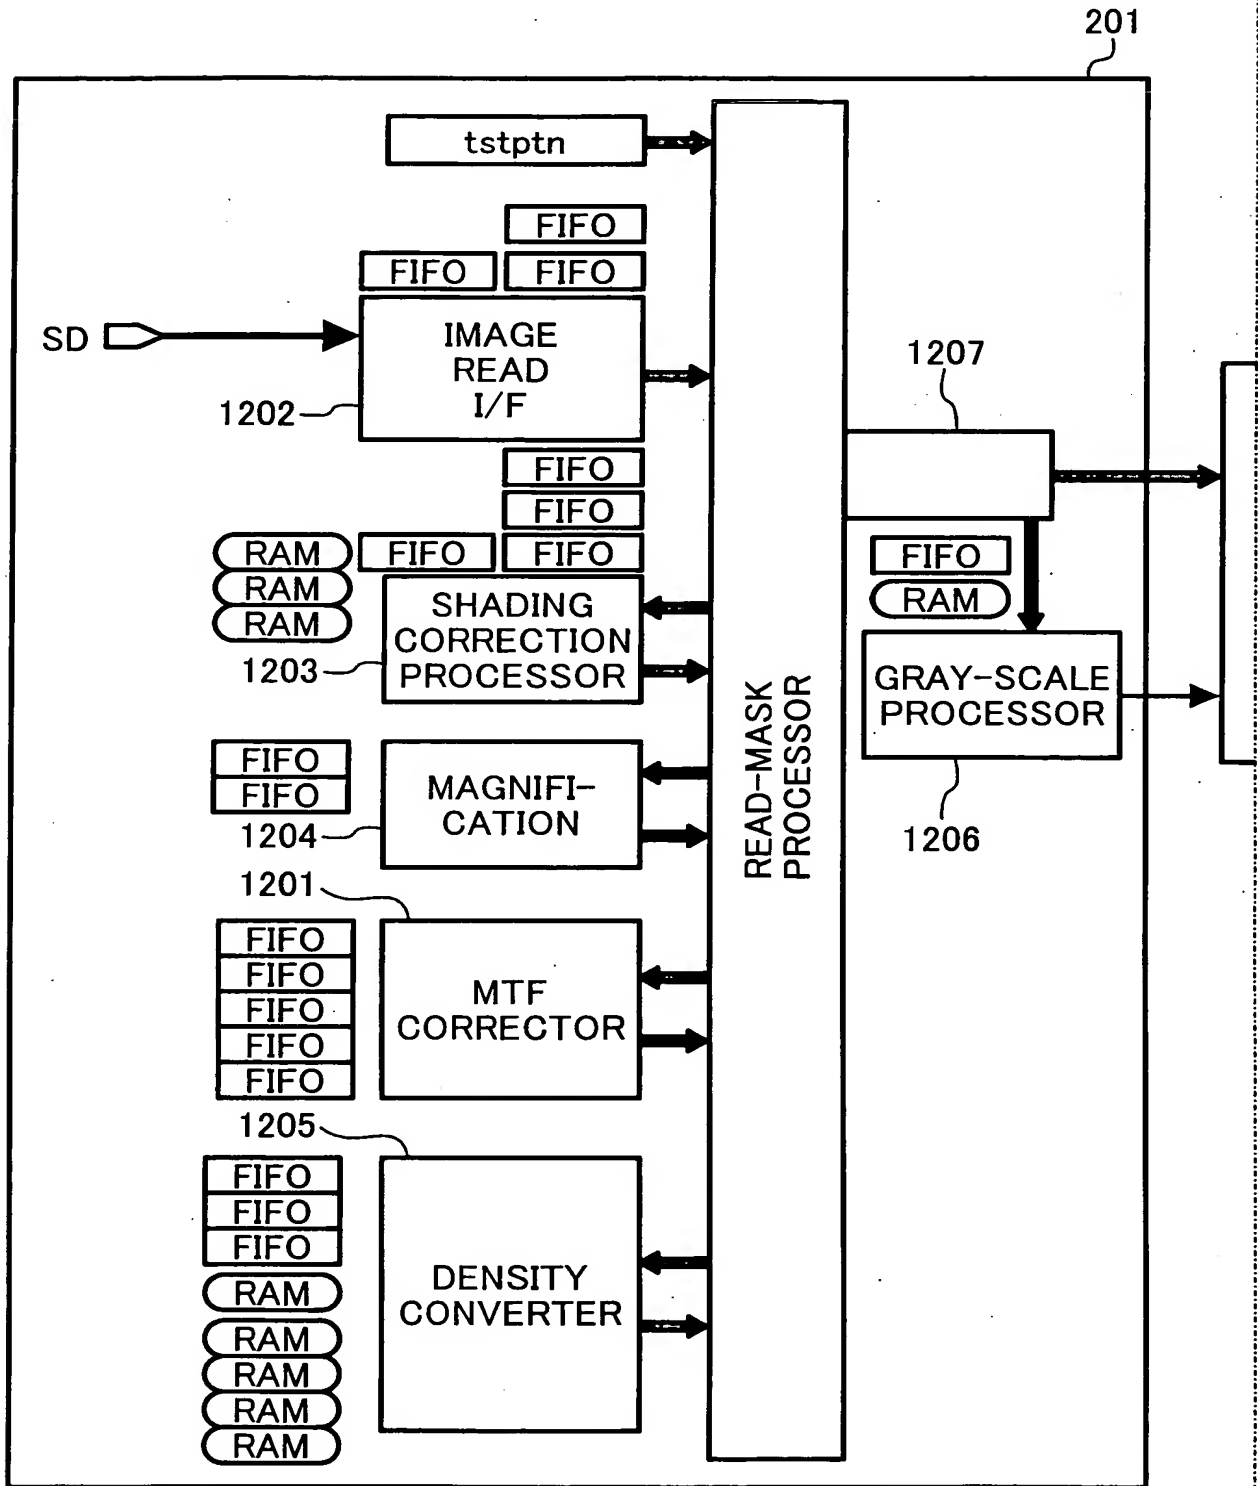 201
tstptn
FIFO
FIFO FIFO
SD
IMAGE
READ
I/F
1202
1207
FIFO
FIFO
RAM FIFO FIFO
RAM
RAM
SHADING
CORRECTION
PROCESSOR
1203
FIFO
RAM
GRAY-SCALE
PROCESSOR
1206
READ-MASK
PROCESSOR
FIFO
FIFO
MAGNIFI-
CATION
1204
1201
FIFO
FIFO
FIFO
FIFO
FIFO
MTF
CORRECTOR
1205
FIFO
FIFO
FIFO
RAM
RAM
RAM
RAM
RAM
DENSITY
CONVERTER